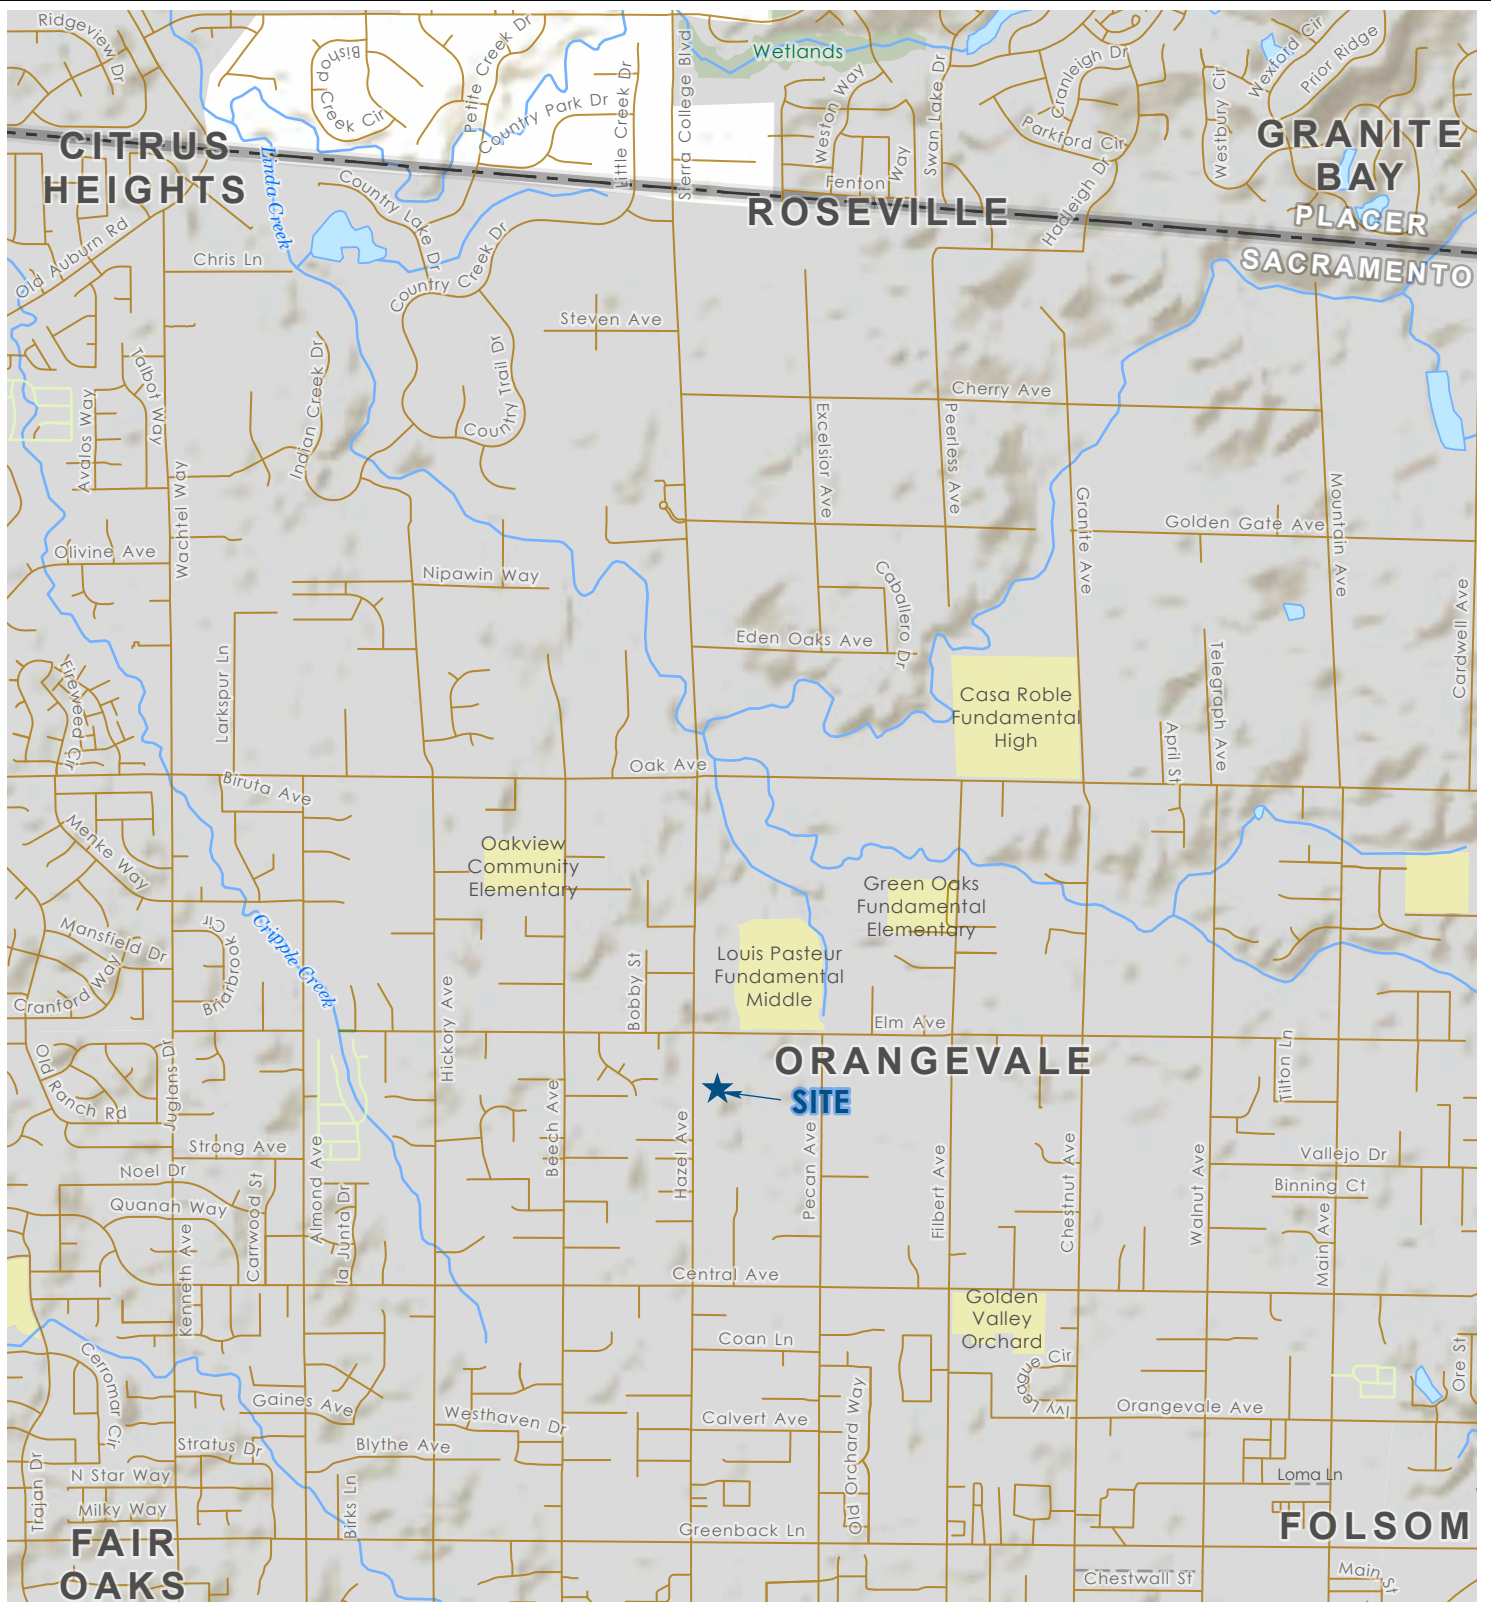 Ridgeview Dr
Bishop
Creek Cir
Petite Creek Dr
Country Park Dr
Little Creek Dr
Sierra College Blvd
Wetlands
Weston Way
Swan Lake Dr
Cranleigh Dr
Parkford Cir
Westbury Cir
Wexford Cir
Prior Ridge
CITRUS
HEIGHTS
Linda Creek
Country Lake Dr
Fenton
Way
Hadleigh Dr
ROSEVILLE
GRANITE
BAY
PLACER
SACRAMENTO
Old Auburn Rd
Chris Ln
Country Creek Dr
Steven Ave
Talbot Way
Avalos Way
Indian Creek Dr
Country
Trail Dr
Cherry Ave
Excelsior Ave
Peerless Ave
Granite Ave
Golden Gate Ave
Mountain Ave
Wachtel Way
Olivine Ave
Nipawin Way
Caballero Dr
Eden Oaks Ave
Cardwell Ave
Fireweed Cir
Larkspur Ln
Casa Roble
Fundamental
High
Telegraph Ave
April St
Oak Ave
Biruta Ave
Menke Way
Oakview
Community
Elementary
Green Oaks
Fundamental
Elementary
Mansfield Dr
Cranford Way
Briarbrook Cir
Cripple Creek
Louis Pasteur
Fundamental
Middle
Bobby St
Hickory Ave
Elm Ave
ORANGEVALE
SITE
Old Ranch Rd
Juglans Dr
Tilton Ln
Strong Ave
Noel Dr
Quanah Way
Carrwood St
Almond Ave
la Junta Dr
Beech Ave
Hazel Ave
Pecan Ave
Filbert Ave
Chestnut Ave
Walnut Ave
Vallejo Dr
Binning Ct
Main Ave
Kenneth Ave
Central Ave
Golden
Valley
Orchard
Coan Ln
Cerromar Cir
Gaines Ave
Westhaven Dr
Calvert Ave
Old Orchard Way
Ivy League Cir
Orangevale Ave
Ore St
Stratus Dr
Blythe Ave
N Star Way
Milky Way
Trajan Dr
Birks Ln
Loma Ln
Greenback Ln
FAIR
OAKS
FOLSOM
Chestwall St
Main St